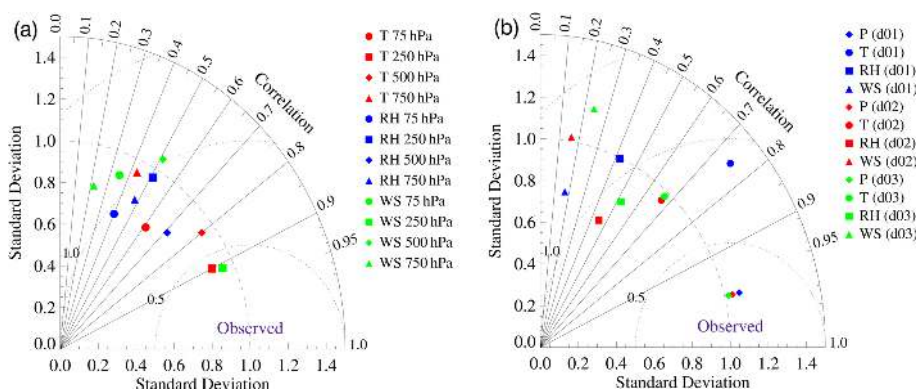 (a)
0.0
0.1
0.2
0.3
0.4
0.5
0.6
0.7
0.8
0.9
0.95
1.0
Correlation
1.4
1.2
1.0
0.8
0.6
0.4
0.2
0.0
Standard Deviation
1.0
0.5
Observed
0.0 0.2 0.4 0.6 0.8 1.0 1.2 1.4
Standard Deviation
T 75 hPa
T 250 hPa
T 500 hPa
T 750 hPa
RH 75 hPa
RH 250 hPa
RH 500 hPa
RH 750 hPa
WS 75 hPa
WS 250 hPa
WS 500 hPa
WS 750 hPa
(b)
0.0
0.1
0.2
0.3
0.4
0.5
0.6
0.7
0.8
0.9
0.95
1.0
Correlation
1.4
1.2
1.0
0.8
0.6
0.4
0.2
0.0
Standard Deviation
1.0
0.5
Observed
0.0 0.2 0.4 0.6 0.8 1.0 1.2 1.4
Standard Deviation
P (d01)
T (d01)
RH (d01)
WS (d01)
P (d02)
T (d02)
RH (d02)
WS (d02)
P (d03)
T (d03)
RH (d03)
WS (d03)